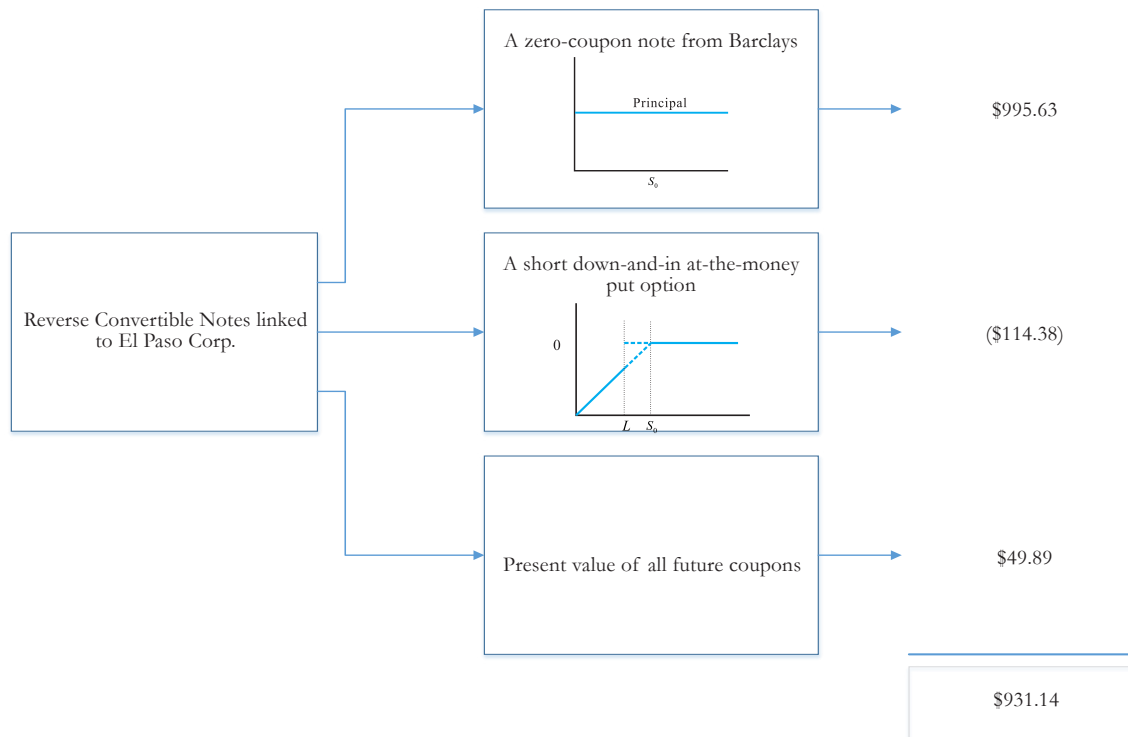 A zero-coupon note from Barclays
Principal
S₀
$995.63
Reverse Convertible Notes linked
to El Paso Corp.
A short down-and-in at-the-money
put option
0
L S₀
($114.38)
Present value of all future coupons
$49.89
$931.14